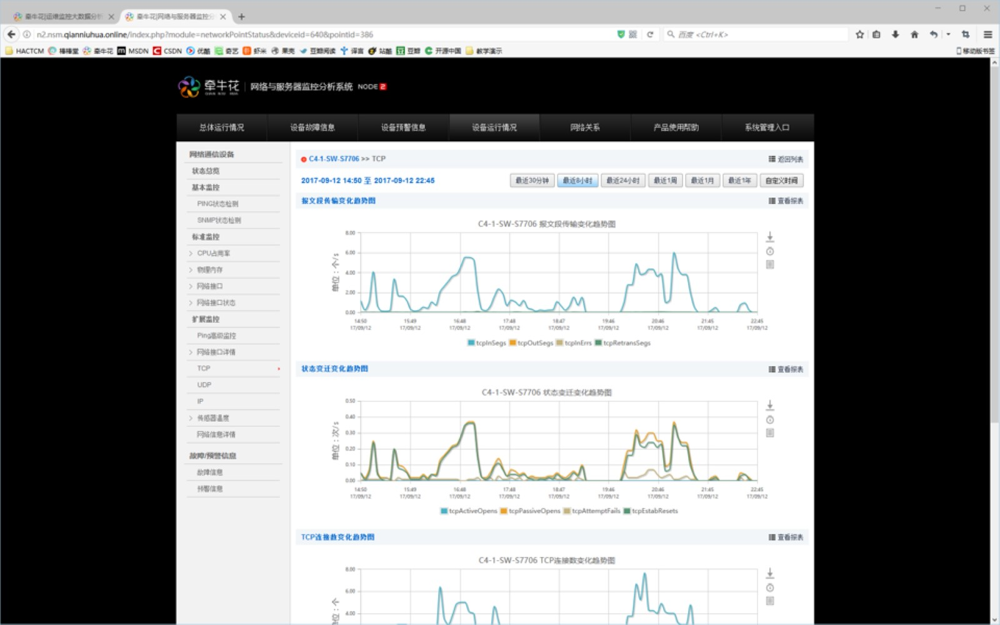 牵牛花|运维监控大数据分析
牵牛花|网络与服务器监控分
n2.nsm.qianniuhua.online/index.php?module=networkPointStatus&deviceid=640&pointid=386
百度 <Ctrl+K>
HACTCM 棒棒堂 牵牛花 MSDN CSDN 优酷 奇艺 虾米 果壳 豆瓣阅读 译言 站酷 豆瓣 开源中国 教学演示 移动版书签
牵牛花 网络与服务器监控分析系统 NODE 2
总体运行情况 设备故障信息 设备预警信息 设备运行情况 网络关系 产品使用帮助 系统管理入口
网络通信设备
状态总览
基本监控
PING状态检测
SNMP状态检测
标准监控
CPU占用率
物理内存
网络接口
网络接口状态
扩展监控
Ping高级监控
网络接口详情
TCP
UDP
IP
传感器温度
网络信息详情
故障/预警信息
故障信息
预警信息
C4-1-SW-S7706 >> TCP 返回列表
2017-09-12 14:50 至 2017-09-12 22:45
最近30分钟 最近8小时 最近24小时 最近1周 最近1月 最近1年 自定义时间
报文段传输变化趋势图 查看报表
C4-1-SW-S7706 报文段传输变化趋势图
单位：个/s
8.00
6.00
4.00
2.00
0.00
14:50 15:49 16:48 17:48 18:47 19:46 20:46 21:45 22:45
17/09/12 17/09/12 17/09/12 17/09/12 17/09/12 17/09/12 17/09/12 17/09/12 17/09/12
tcpInSegs tcpOutSegs tcpInErrs tcpRetransSegs
状态变迁变化趋势图 查看报表
C4-1-SW-S7706 状态变迁变化趋势图
单位：次/s
0.50
0.40
0.30
0.20
0.10
0.00
14:50 15:49 16:48 17:48 18:47 19:46 20:46 21:45 22:45
17/09/12 17/09/12 17/09/12 17/09/12 17/09/12 17/09/12 17/09/12 17/09/12 17/09/12
tcpActiveOpens tcpPassiveOpens tcpAttemptFails tcpEstabResets
TCP连接数变化趋势图 查看报表
C4-1-SW-S7706 TCP连接数变化趋势图
单位：个
8.00
6.00
4.00